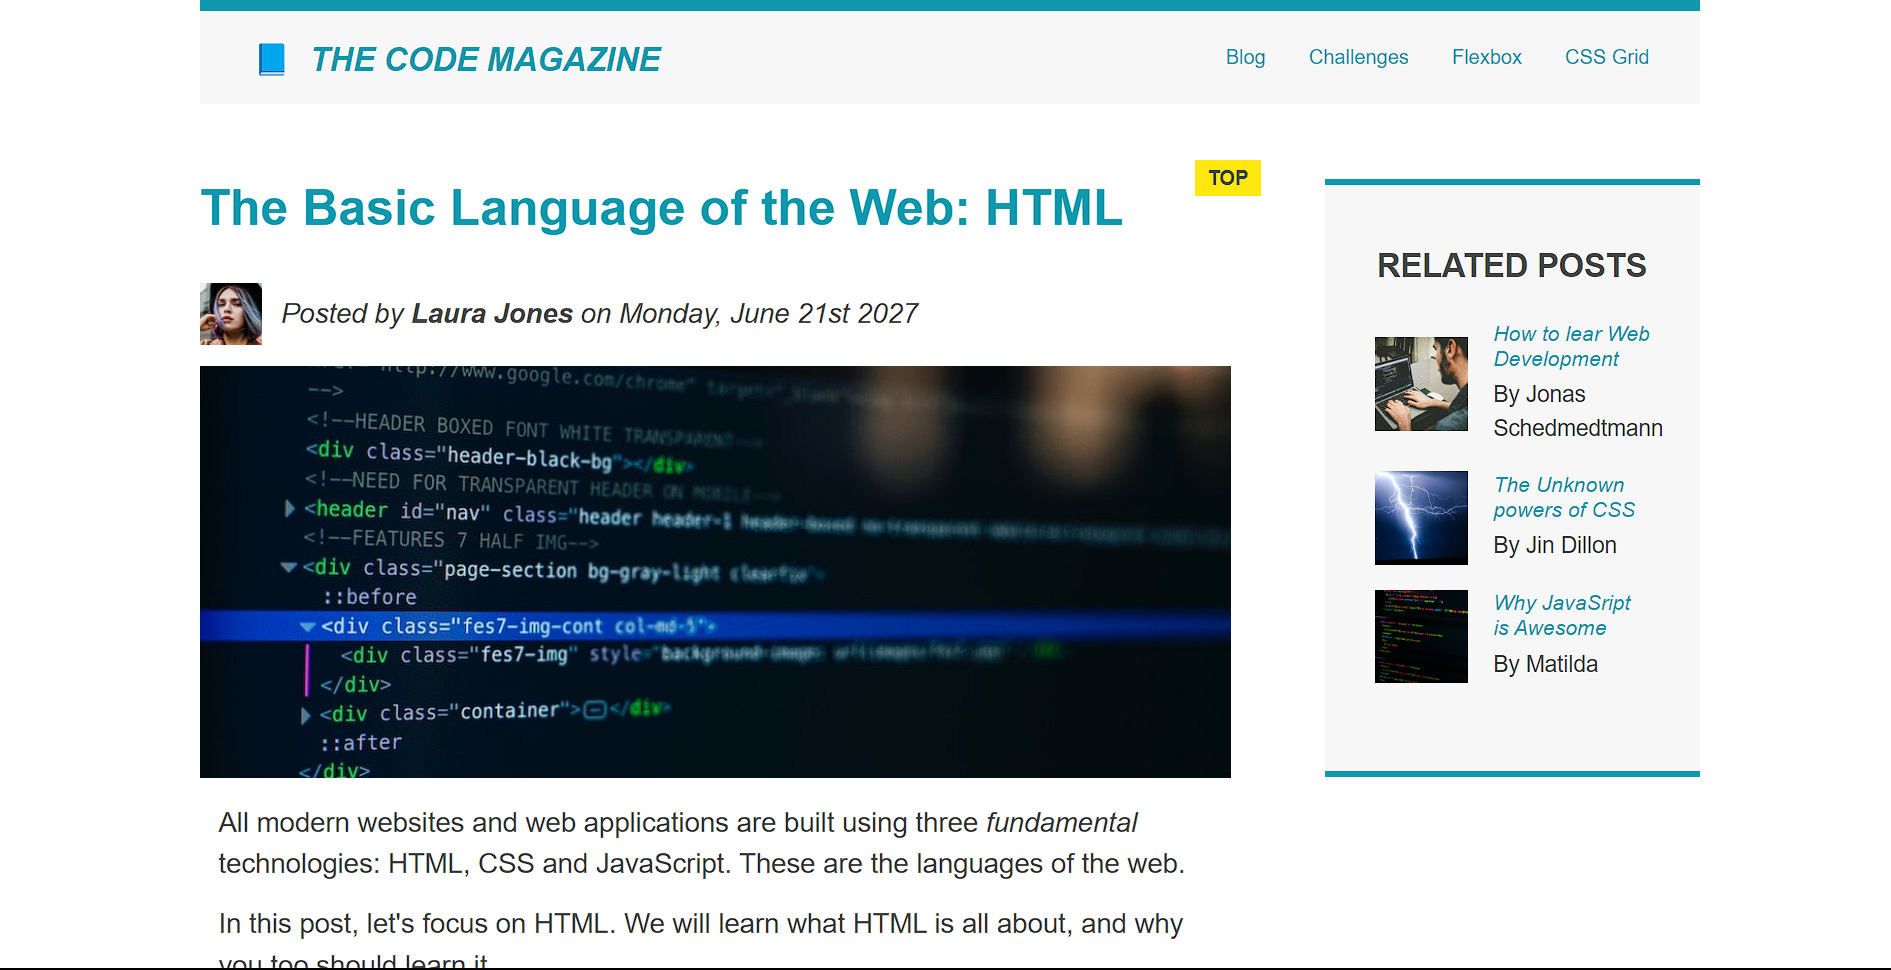 THE CODE MAGAZINE
Blog Challenges Flexbox CSS Grid
TOP
The Basic Language of the Web: HTML
Posted by Laura Jones on Monday, June 21st 2027
http://www.google.com/chrome" target="_blank"
-->
<!--HEADER BOXED FONT WHITE TRANSPARENT-->
<div class="header-black-bg"></div>
<!--NEED FOR TRANSPARENT HEADER ON MOBILE-->
<header id="nav" class="header header-1 header-boxed
<!--FEATURES 7 HALF IMG-->
<div class="page-section bg-gray-light clearfix">
::before
<div class="fes7-img-cont col-md-5">
<div class="fes7-img" style="background-image:
</div>
<div class="container"></div>
::after
</div>
All modern websites and web applications are built using three fundamental
technologies: HTML, CSS and JavaScript. These are the languages of the web.
In this post, let's focus on HTML. We will learn what HTML is all about, and why
you too should learn it
RELATED POSTS
How to lear Web
Development
By Jonas
Schedmedtmann
The Unknown
powers of CSS
By Jin Dillon
Why JavaSript
is Awesome
By Matilda